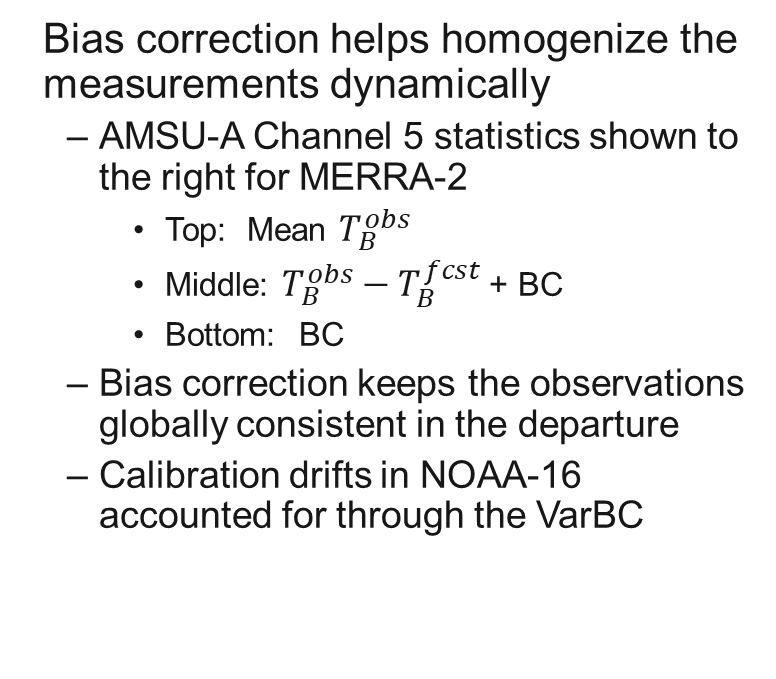 Bias correction helps homogenize the
measurements dynamically
– AMSU-A Channel 5 statistics shown to
the right for MERRA-2
• Top: Mean $T_B^{obs}$
• Middle: $T_B^{obs} - T_B^{fcst}$ + BC
• Bottom: BC
– Bias correction keeps the observations
globally consistent in the departure
– Calibration drifts in NOAA-16
accounted for through the VarBC